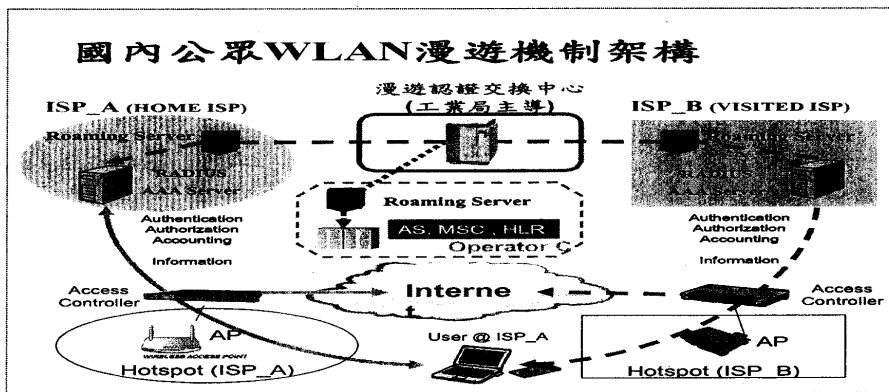 國內公眾WLAN漫遊機制架構
漫遊認證交換中心
(工業局主導)
ISP_A (HOME ISP)
ISP_B (VISITED ISP)
Roaming Server
Roaming Server
RADIUS
AAA Server
RADIUS
AAA Server
Roaming Server
AS, MSC , HLR
Operator C
Authentication
Authorization
Accounting
Information
Authentication
Authorization
Accounting
Information
Access
Controller
Interne
t
Access
Controller
AP
WIRELESS ACCESS POINT
Hotspot (ISP_A)
User @ ISP_A
AP
Hotspot (ISP_B)